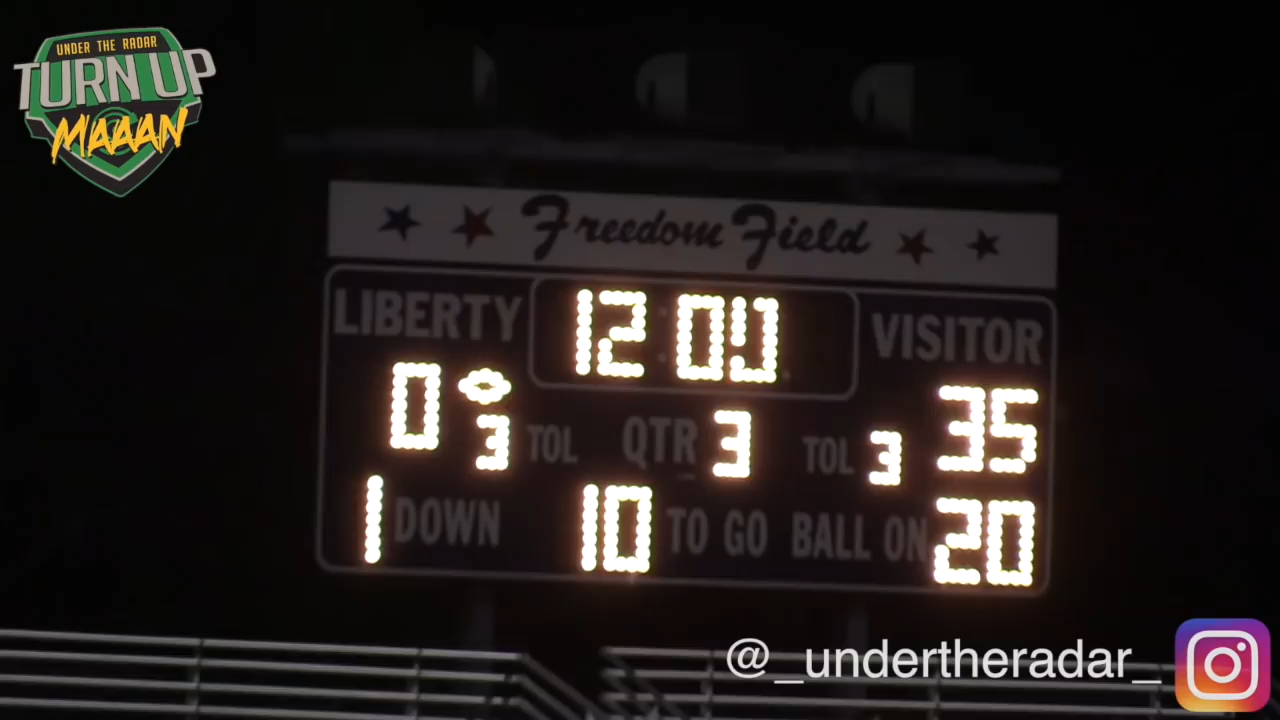 UNDER THE RADAR
TURN UP
MAAAN
Freedom Field
LIBERTY 12:00 VISITOR
0 35
3 TOL QTR 3 TOL 3
1 DOWN 10 TO GO BALL ON 20
@_undertheradar_